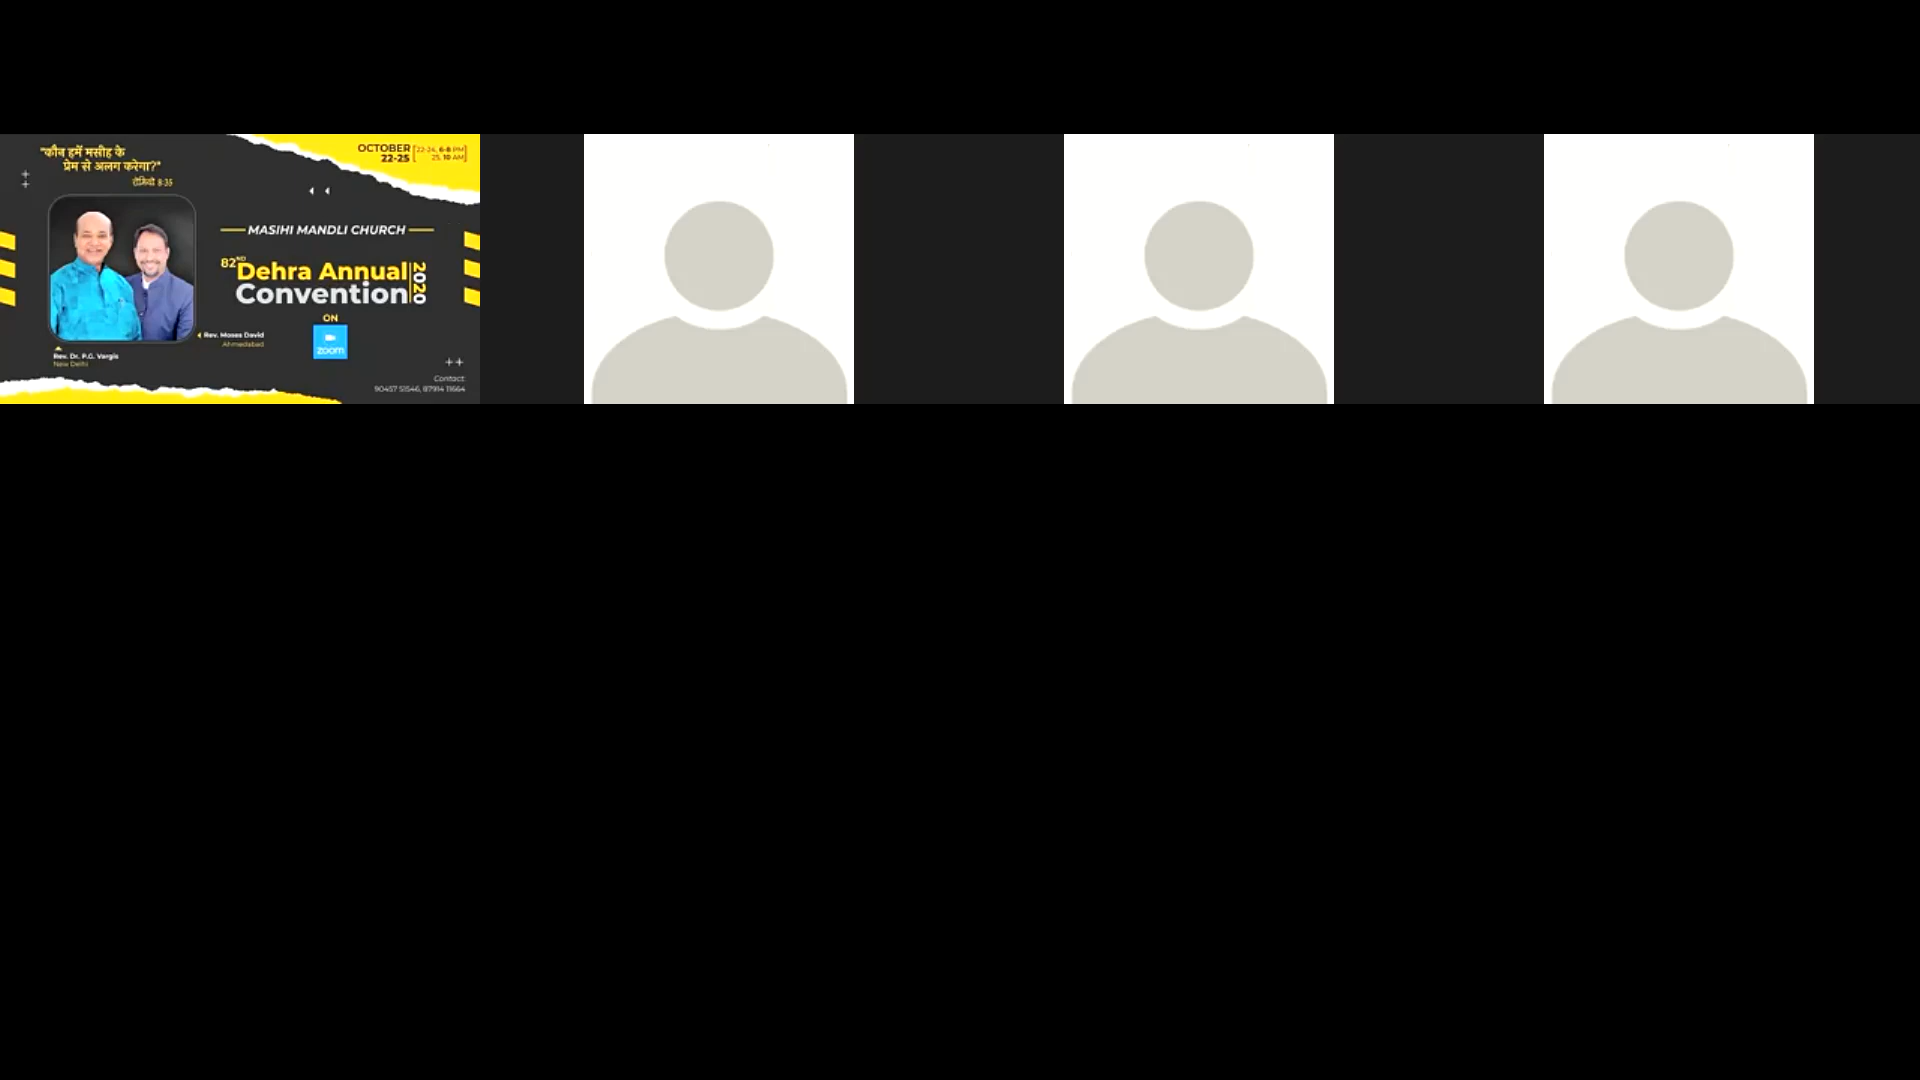 "कौन हमें मसीह के
प्रेम से अलग करेगा?"
रोमियो 8:35
OCTOBER
22-25
[22-24, 6-8 PM
25, 10 AM]
MASIHI MANDLI CHURCH
82ND Dehra Annual
Convention
2020
ON
zoom
Rev. Moses David
Ahmedabad
Rev. Dr. P.G. Vargis
New Delhi
Contact:
90457 51546, 87914 11664